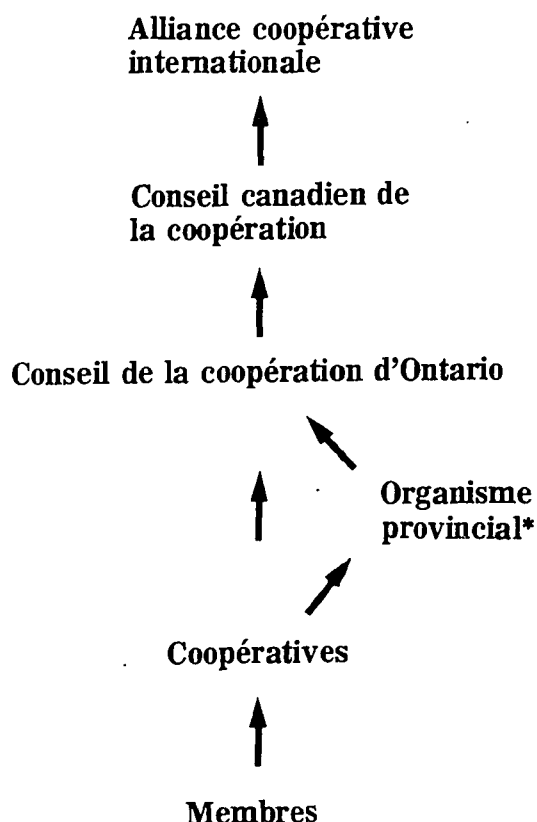 Alliance coopérative
internationale
Conseil canadien de
la coopération
Conseil de la coopération d'Ontario
Organisme
provincial*
Coopératives
Membres